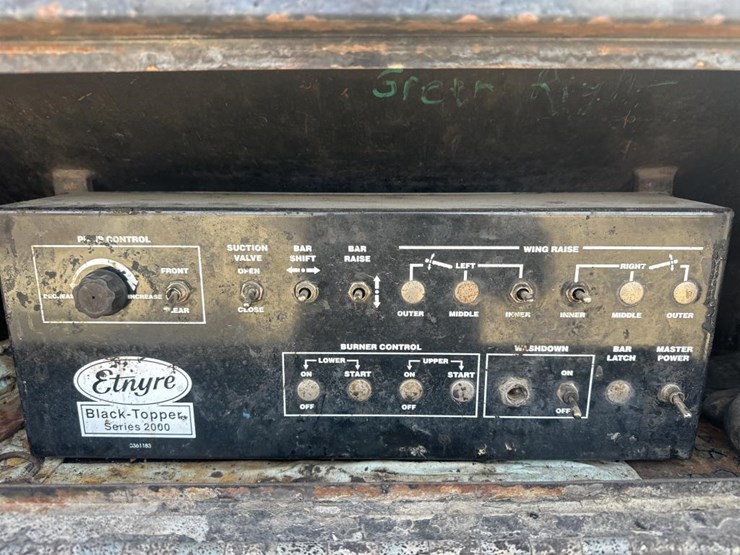 Green
PUMP CONTROL
FRONT
INCREASE
REAR
SUCTION
VALVE
OPEN
CLOSE
BAR
SHIFT
BAR
RAISE
WING RAISE
LEFT
RIGHT
OUTER
MIDDLE
INNER
INNER
MIDDLE
OUTER
BURNER CONTROL
LOWER
UPPER
ON
START
ON
START
OFF
OFF
WASHDOWN
ON
OFF
BAR
LATCH
MASTER
POWER
Etnyre
Black-Topper
Series 2000
3361185